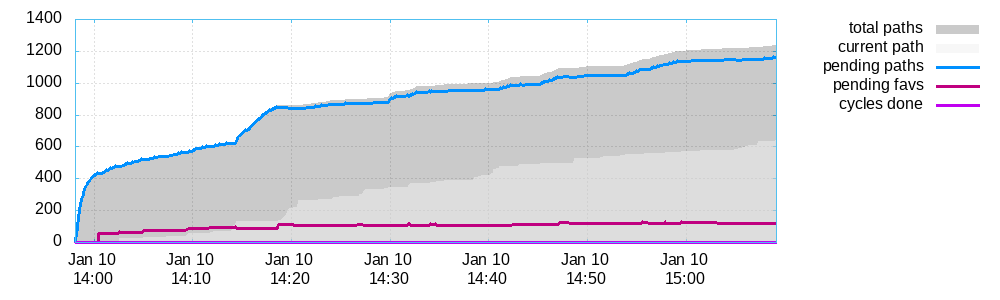 1400
1200
1000
800
600
400
200
0
Jan 10
14:00
Jan 10
14:10
Jan 10
14:20
Jan 10
14:30
Jan 10
14:40
Jan 10
14:50
Jan 10
15:00
total paths
current path
pending paths
pending favs
cycles done